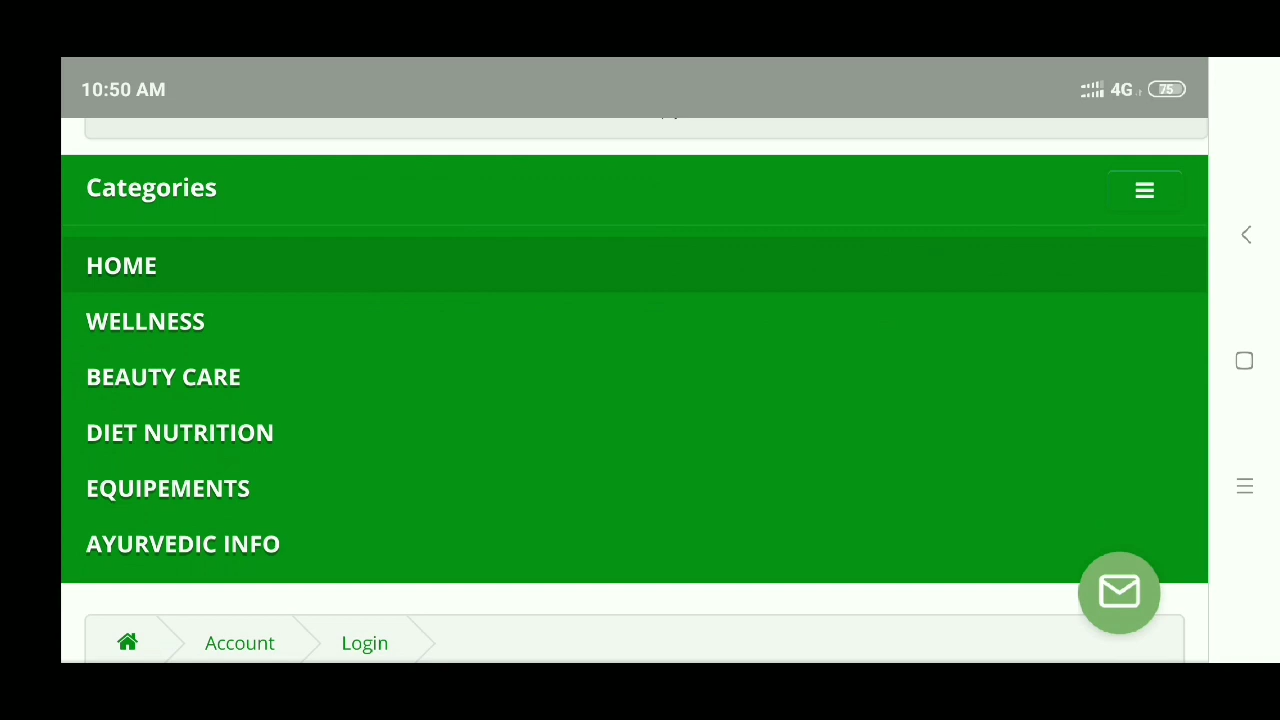 10:50 AM
4G
75
Categories
HOME
WELLNESS
BEAUTY CARE
DIET NUTRITION
EQUIPEMENTS
AYURVEDIC INFO
Account
Login